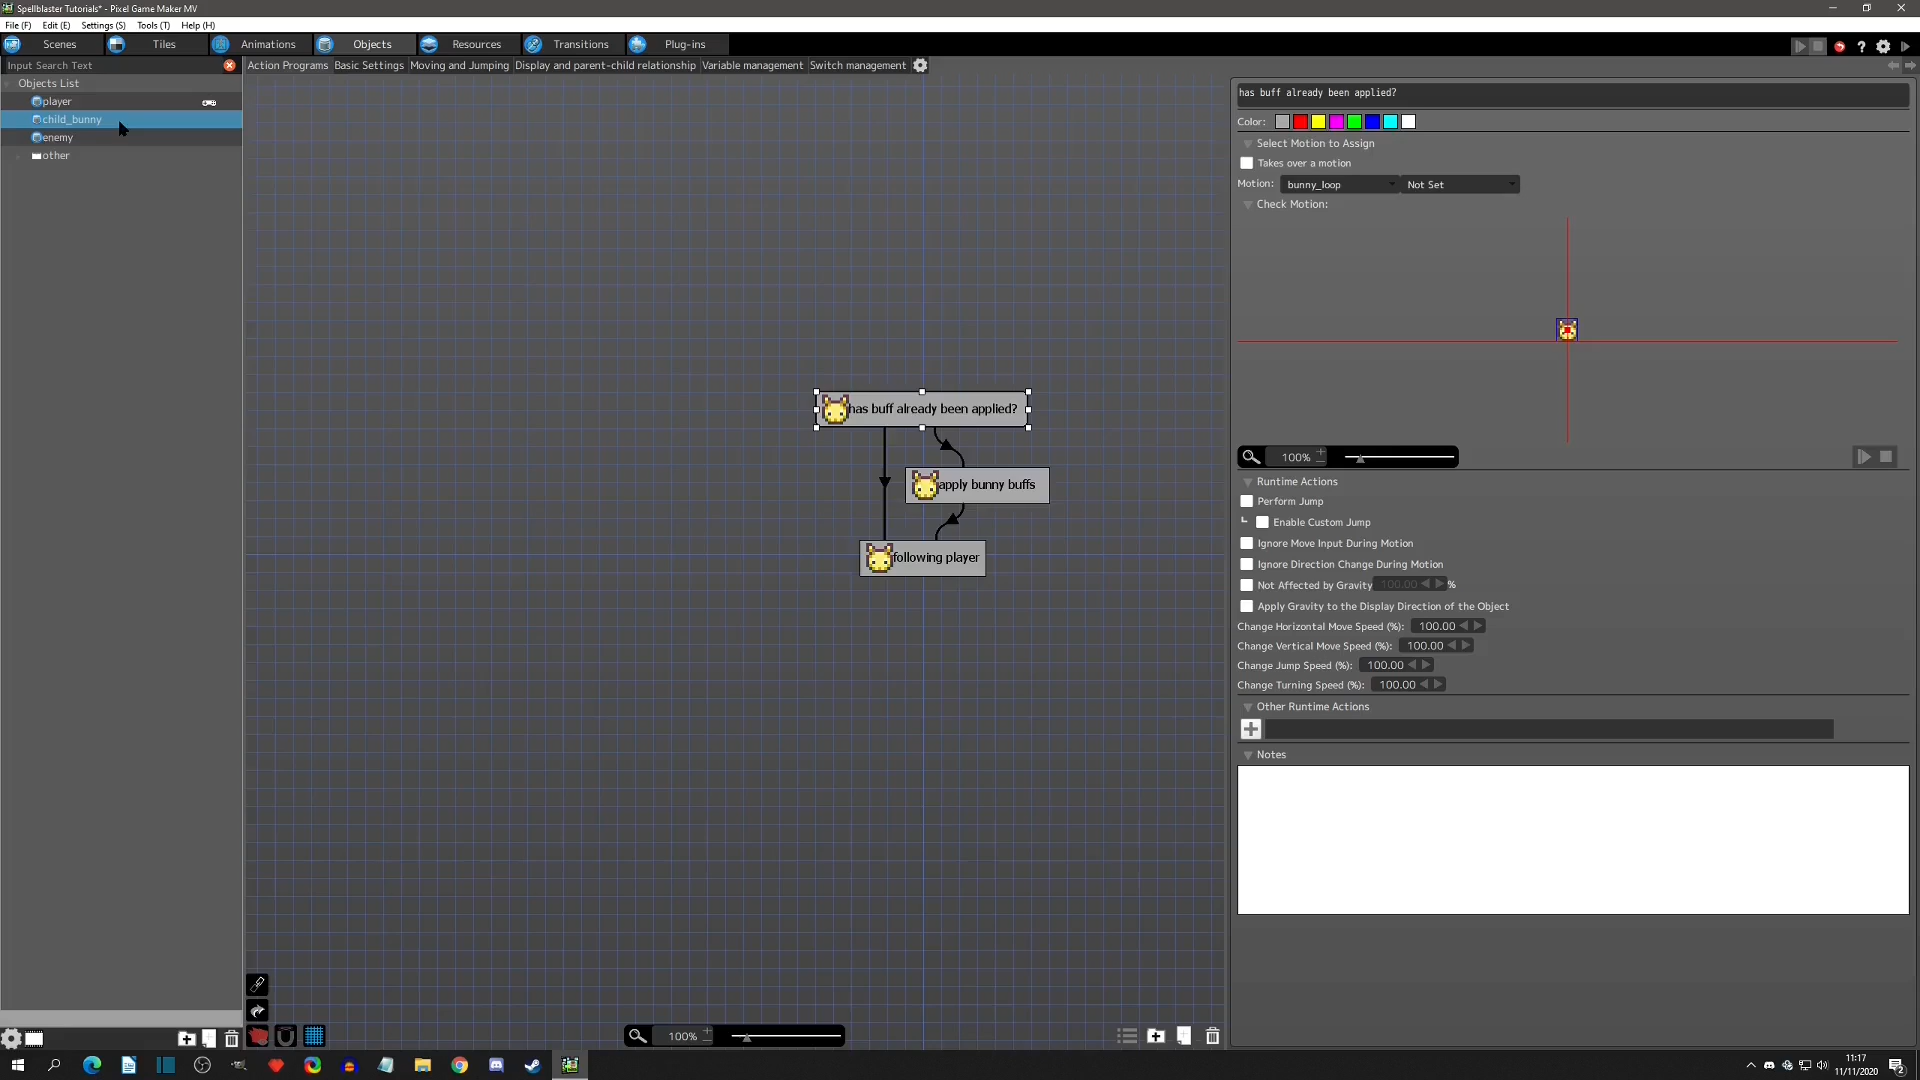 Spellblaster Tutorials* - Pixel Game Maker MV
File (F) Edit (E) Settings (S) Tools (T) Help (H)
Scenes Tiles Animations Objects Resources Transitions Plug-ins
Input Search Text
Action Programs Basic Settings Moving and Jumping Display and parent-child relationship Variable management Switch management
Objects List
player
child_bunny
enemy
other
has buff already been applied?
apply bunny buffs
following player
100%
has buff already been applied?
Color:
Select Motion to Assign
Takes over a motion
Motion: bunny_loop Not Set
Check Motion:
100%
Runtime Actions
Perform Jump
Enable Custom Jump
Ignore Move Input During Motion
Ignore Direction Change During Motion
Not Affected by Gravity 100.00 %
Apply Gravity to the Display Direction of the Object
Change Horizontal Move Speed (%): 100.00
Change Vertical Move Speed (%): 100.00
Change Jump Speed (%): 100.00
Change Turning Speed (%): 100.00
Other Runtime Actions
Notes
11:17
11/11/2020
2